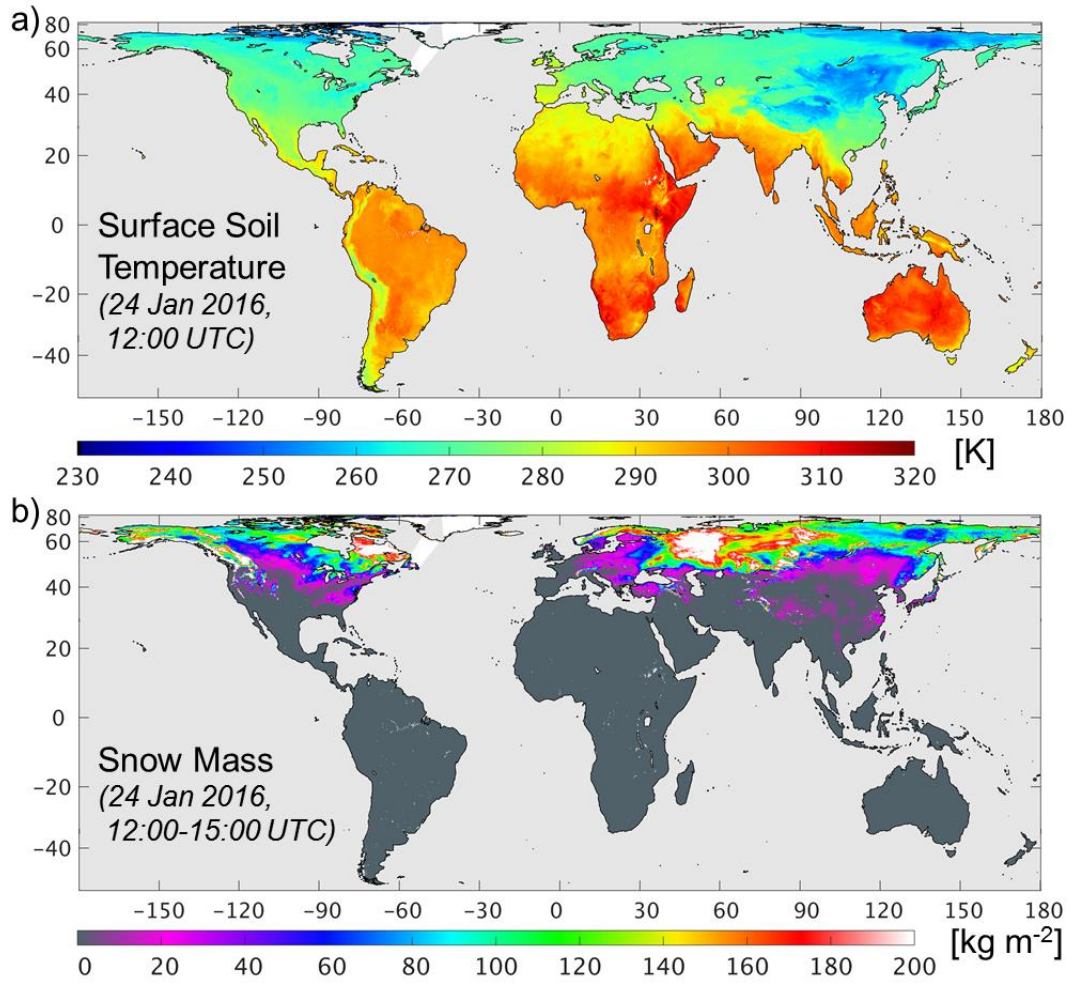 a)
80
60
40
20
0
−20
−40
Surface Soil
Temperature
(24 Jan 2016,
12:00 UTC)
−150 −120 −90 −60 −30 0 30 60 90 120 150 180
230 240 250 260 270 280 290 300 310 320 [K]
b)
80
60
40
20
0
−20
−40
Snow Mass
(24 Jan 2016,
12:00-15:00 UTC)
−150 −120 −90 −60 −30 0 30 60 90 120 150 180
0 20 40 60 80 100 120 140 160 180 200 [kg m-2]